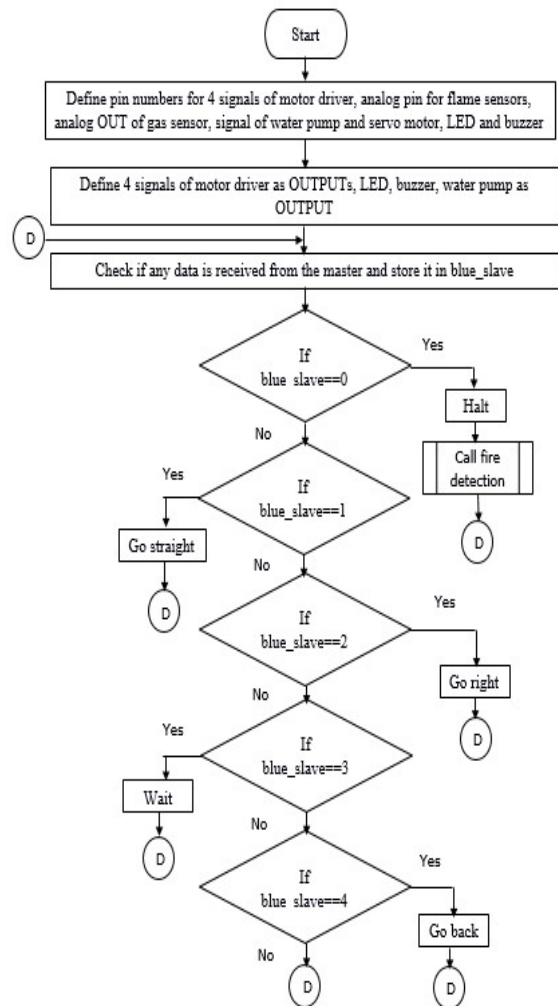 Start
Define pin numbers for 4 signals of motor driver, analog pin for flame sensors,
analog OUT of gas sensor, signal of water pump and servo motor, LED and buzzer
Define 4 signals of motor driver as OUTPUTs, LED, buzzer, water pump as
OUTPUT
D
Check if any data is received from the master and store it in blue_slave
If
blue slave==0
Yes
Halt
Call fire
detection
D
No
If
blue_slave==1
Yes
Go straight
D
No
If
blue_slave==2
Yes
Go right
D
No
If
blue_slave==3
Yes
Wait
D
No
If
blue slave==4
Yes
Go back
D
No
D